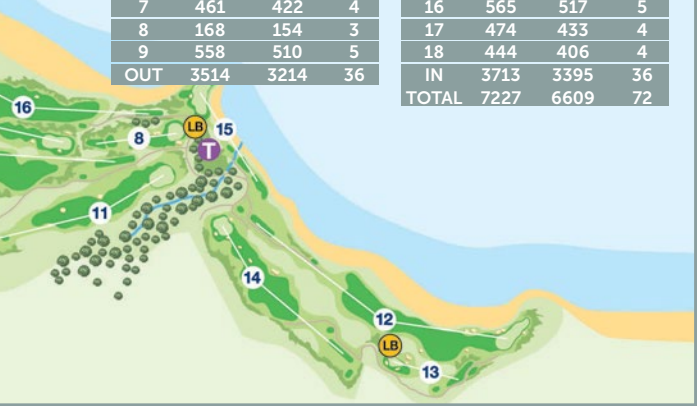 7 461 422 4
8 168 154 3
9 558 510 5
OUT 3514 3214 36
16 565 517 5
17 474 433 4
18 444 406 4
IN 3713 3395 36
TOTAL 7227 6609 72
16
LB
15
8
T
11
14
12
LB
13